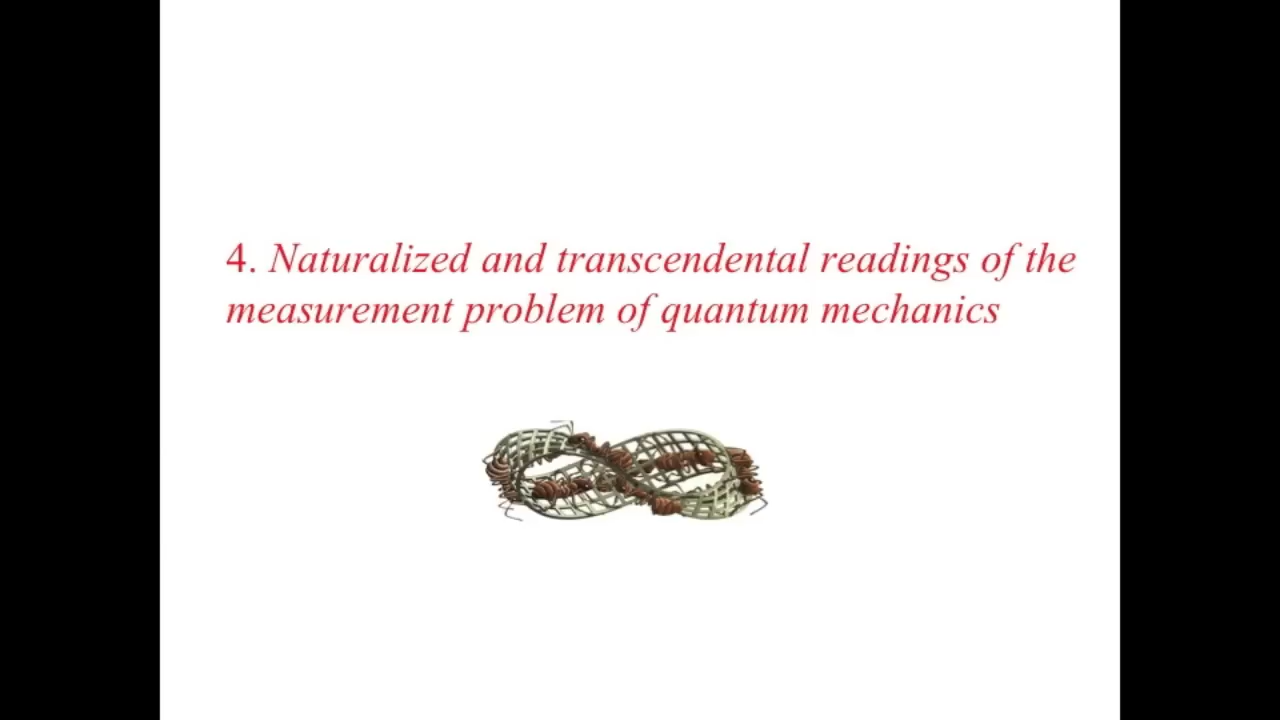 4. Naturalized and transcendental readings of the
measurement problem of quantum mechanics